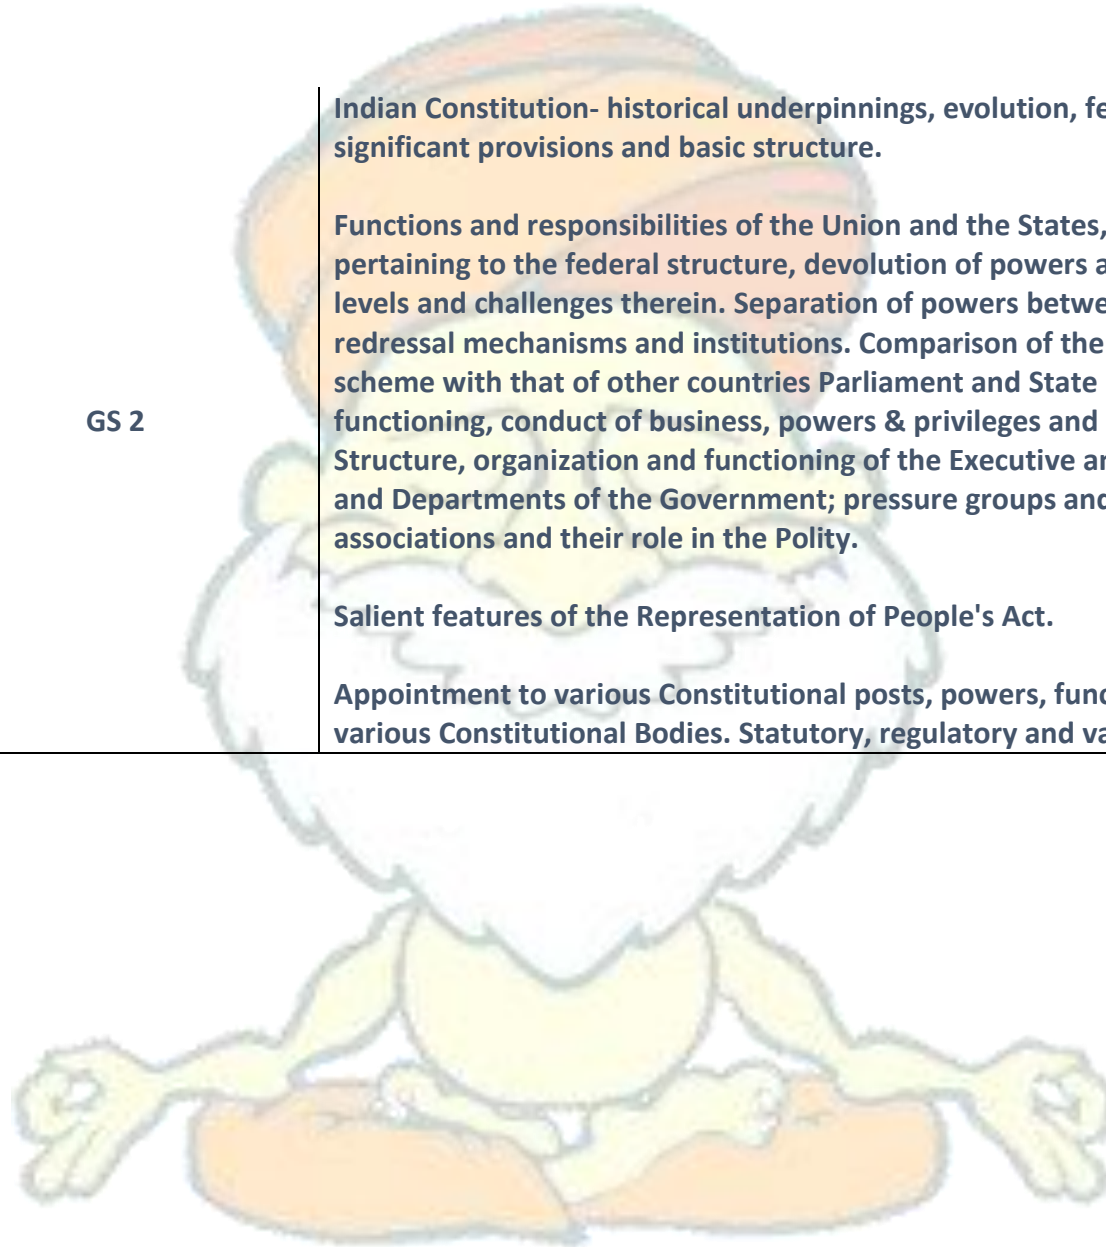 Indian Constitution- historical underpinnings, evolution, fe
significant provisions and basic structure.
Functions and responsibilities of the Union and the States,
pertaining to the federal structure, devolution of powers a
levels and challenges therein. Separation of powers betwe
redressal mechanisms and institutions. Comparison of the
scheme with that of other countries Parliament and State
GS 2
functioning, conduct of business, powers & privileges and
Structure, organization and functioning of the Executive a
and Departments of the Government; pressure groups and
associations and their role in the Polity.
Salient features of the Representation of People's Act.
Appointment to various Constitutional posts, powers, func
various Constitutional Bodies. Statutory, regulatory and va